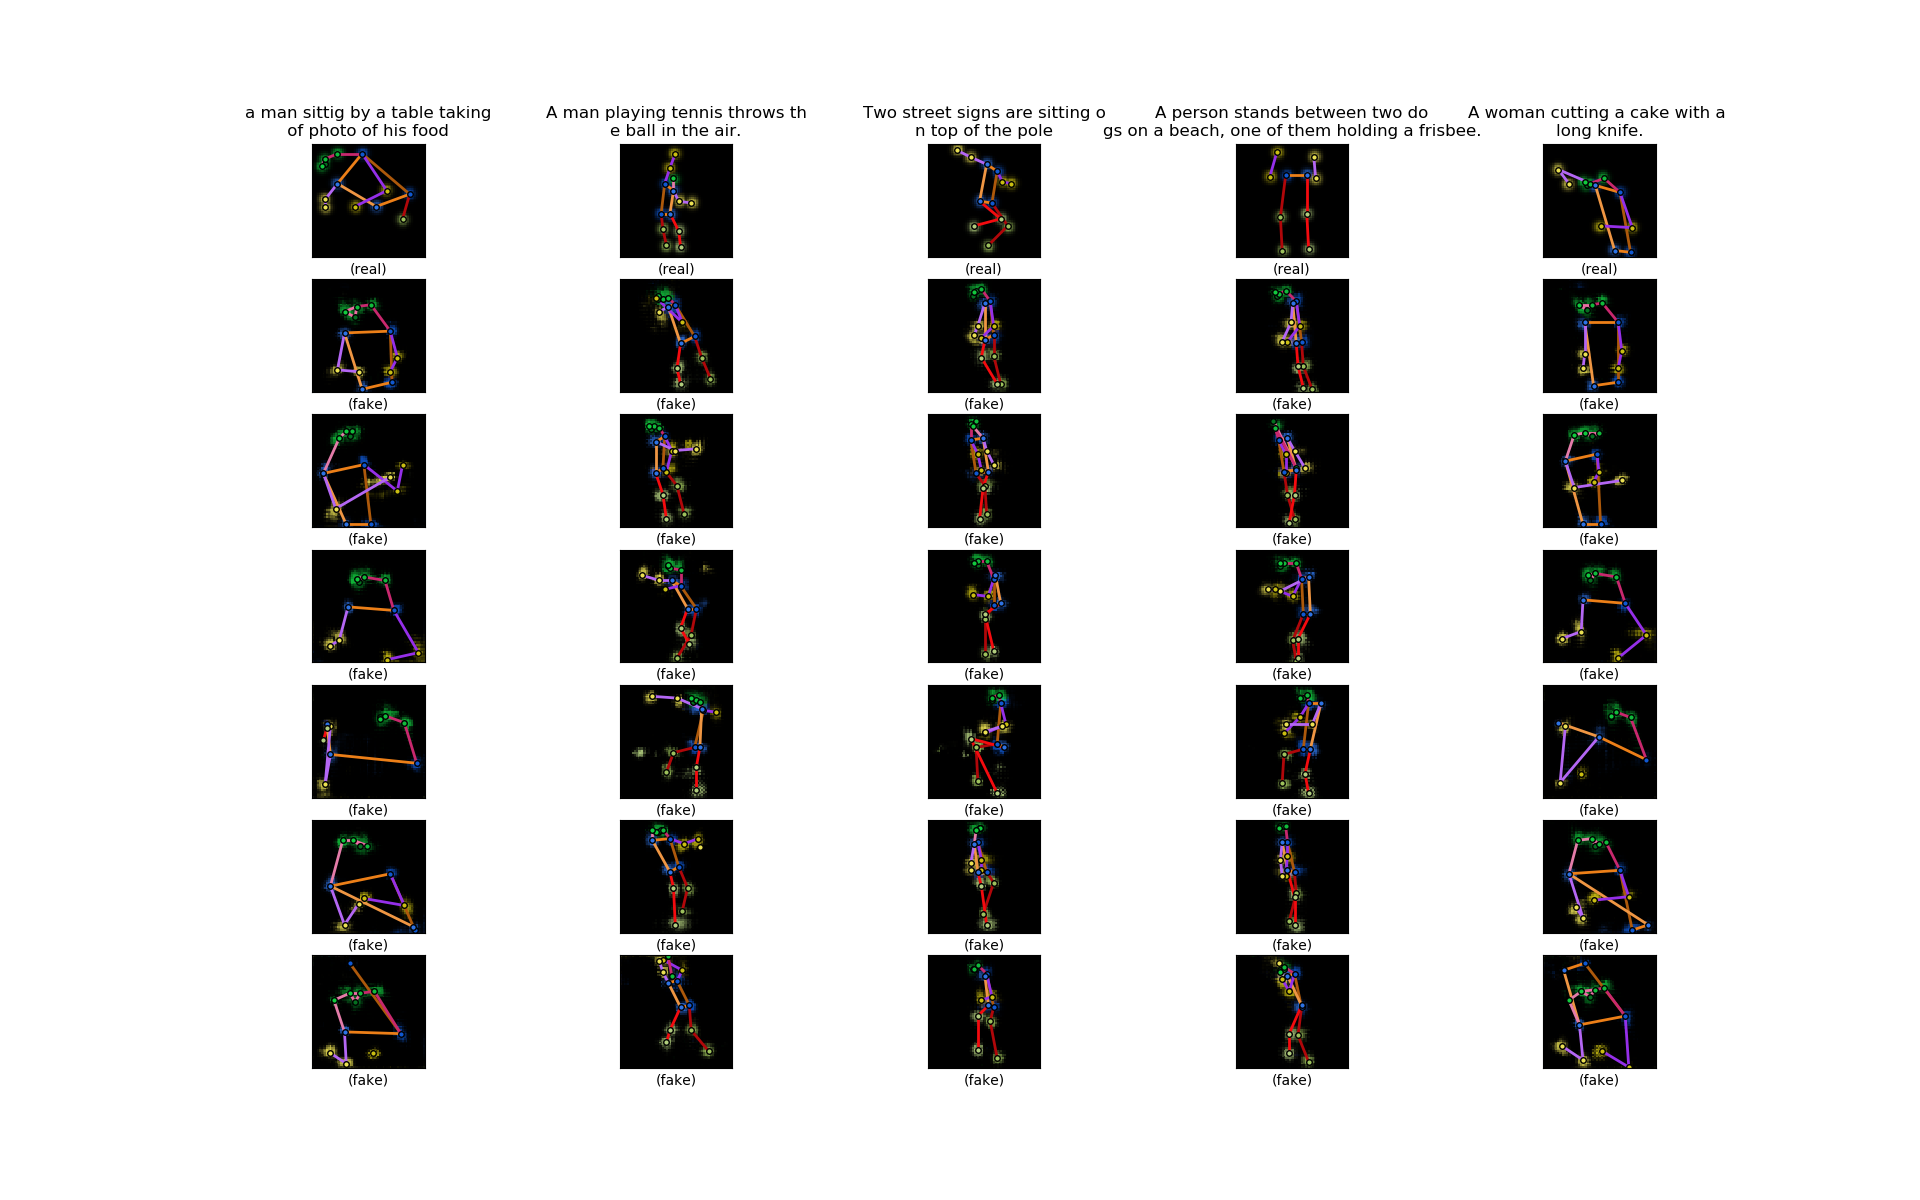 a man sittig by a table taking
of photo of his food
A man playing tennis throws th
e ball in the air.
Two street signs are sitting o
n top of the pole
A person stands between two do
gs on a beach, one of them holding a frisbee.
A woman cutting a cake with a
long knife.
(real) (real) (real) (real) (real)
(fake) (fake) (fake) (fake) (fake)
(fake) (fake) (fake) (fake) (fake)
(fake) (fake) (fake) (fake) (fake)
(fake) (fake) (fake) (fake) (fake)
(fake) (fake) (fake) (fake) (fake)
(fake) (fake) (fake) (fake) (fake)